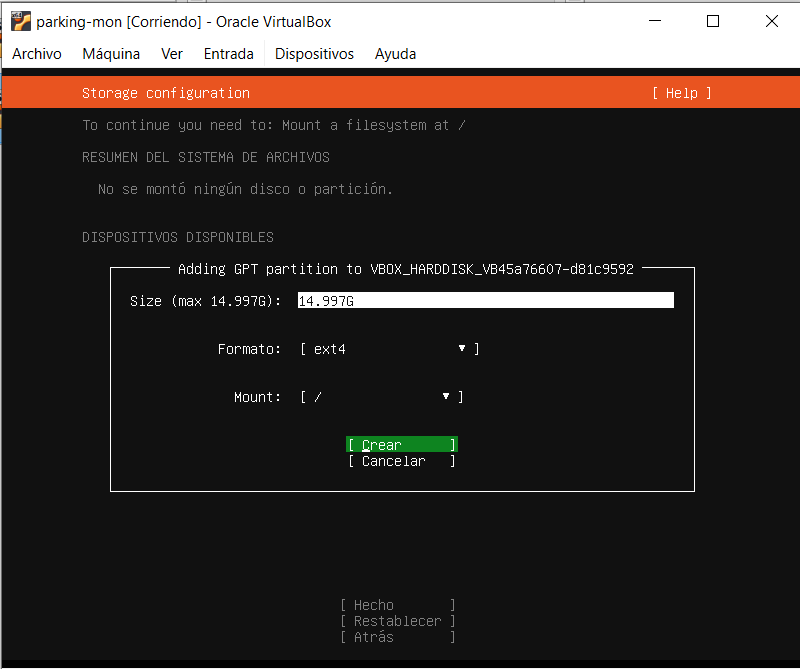 parking-mon [Corriendo] - Oracle VirtualBox
Archivo Máquina Ver Entrada Dispositivos Ayuda
Storage configuration [ Help ]
To continue you need to: Mount a filesystem at /
RESUMEN DEL SISTEMA DE ARCHIVOS
No se montó ningún disco o partición.
DISPOSITIVOS DISPONIBLES
Adding GPT partition to VBOX_HARDDISK_VB45a76607-d81c9592
Size (max 14.997G): 14.997G
Formato: [ ext4 ▼ ]
Mount: [ / ▼ ]
[ Crear ]
[ Cancelar ]
[ Hecho ]
[ Restablecer ]
[ Atrás ]